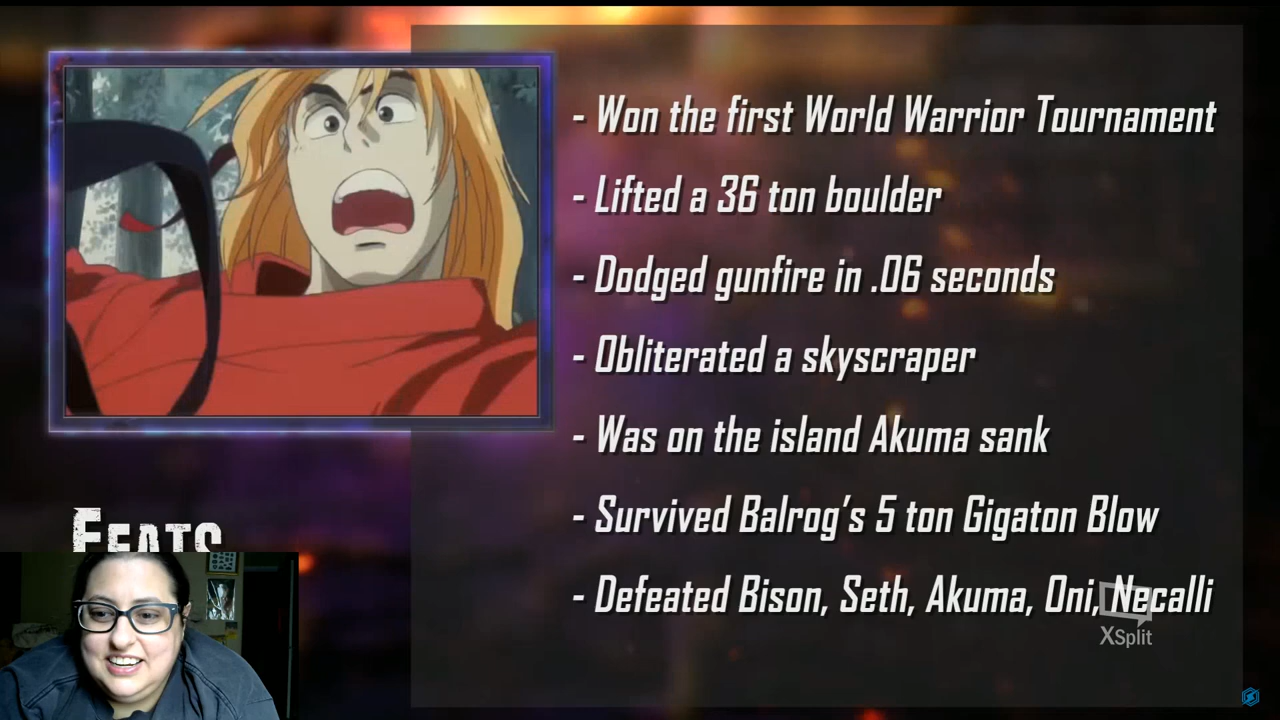 - Won the first World Warrior Tournament
- Lifted a 36 ton boulder
- Dodged gunfire in .06 seconds
- Obliterated a skyscraper
- Was on the island Akuma sank
- Survived Balrog's 5 ton Gigaton Blow
- Defeated Bison, Seth, Akuma, Oni, Necalli
Feats
XSplit